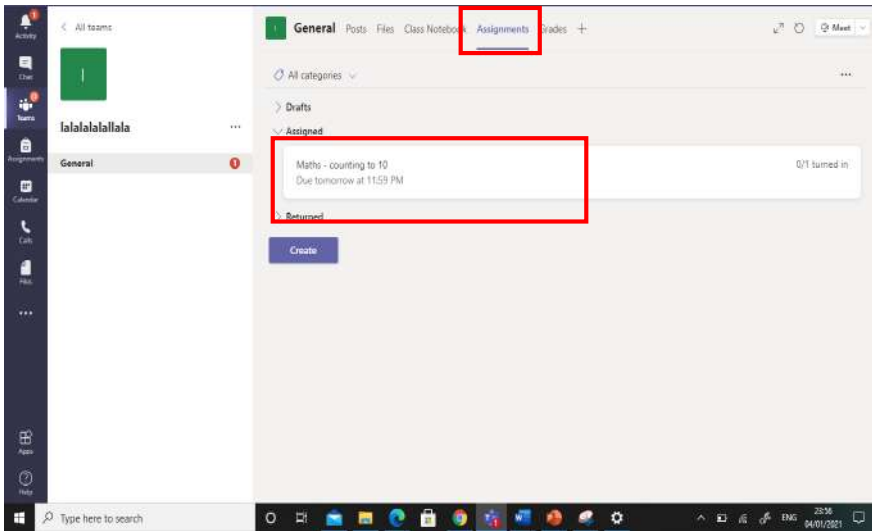 Activity
Chat
Teams
Assignments
Calendar
Calls
Files
Apps
Help
All teams
I
lalalalalallala
General
I
General Posts Files Class Notebook Assignments Grades
Meet
All categories
Drafts
Assigned
Maths - counting to 10
0/1 turned in
Due tomorrow at 11:59 PM
Returned
Create
Type here to search
ENG
23:56
04/01/2021